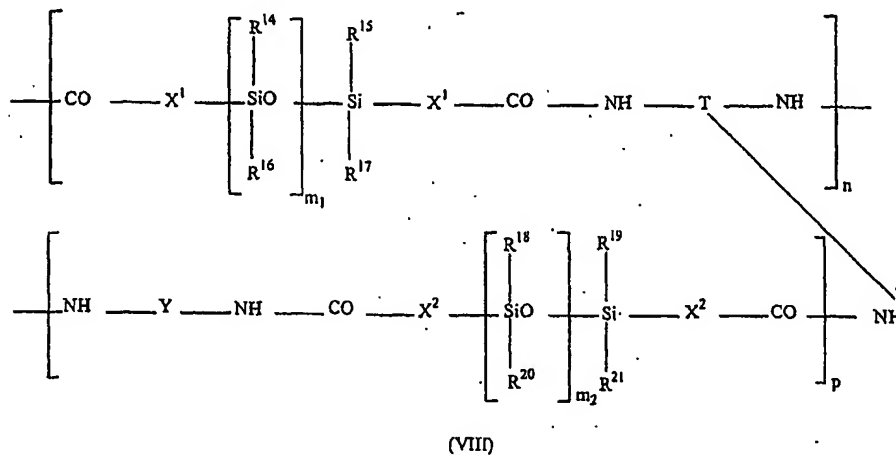 R¹⁴ R¹⁵
CO X¹ SiO Si X¹ CO NH T NH
R¹⁶ R¹⁷
m₁ n
R¹⁸ R¹⁹
NH Y NH CO X² SiO Si X² CO NH
R²⁰ R²¹
m₂ p
(VIII)